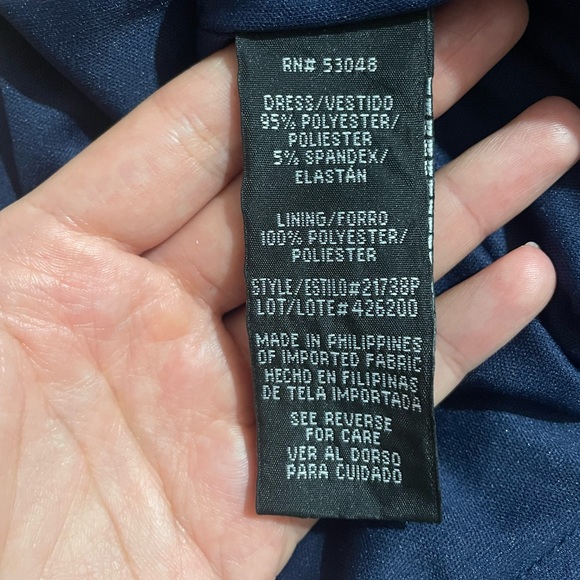 RN# 53048
DRESS/VESTIDO
95% POLYESTER/
POLIESTER
5% SPANDEX/
ELASTÁN
LINING/FORRO
100% POLYESTER/
POLIESTER
STYLE/ESTILO#21738P
LOT/LOTE#426200
MADE IN PHILIPPINES
OF IMPORTED FABRIC
HECHO EN FILIPINAS
DE TELA IMPORTADA
SEE REVERSE
FOR CARE
VER AL DORSO
PARA CUIDADO